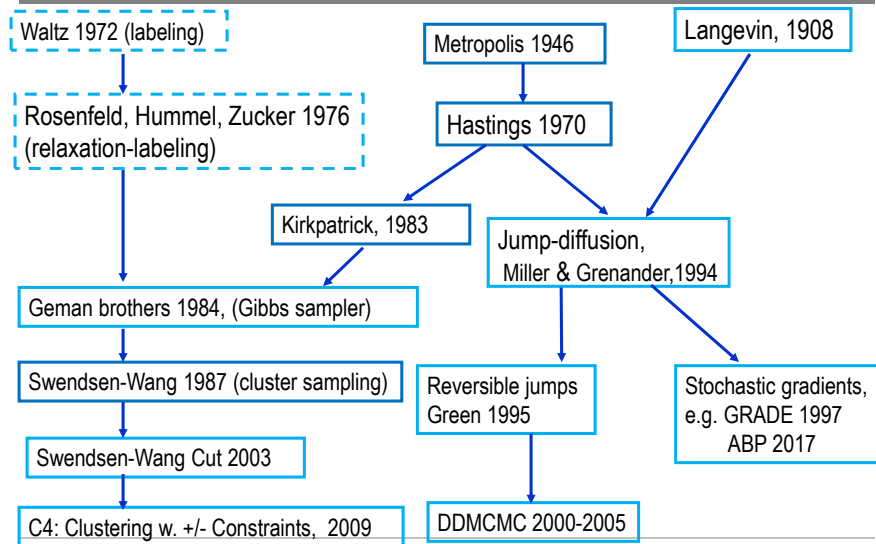 Waltz 1972 (labeling)
Metropolis 1946
Langevin, 1908
Rosenfeld, Hummel, Zucker 1976
(relaxation-labeling)
Hastings 1970
Kirkpatrick, 1983
Jump-diffusion,
Miller & Grenander,1994
Geman brothers 1984, (Gibbs sampler)
Swendsen-Wang 1987 (cluster sampling)
Reversible jumps
Green 1995
Stochastic gradients,
e.g. GRADE 1997
ABP 2017
Swendsen-Wang Cut 2003
C4: Clustering w. +/- Constraints, 2009
DDMCMC 2000-2005